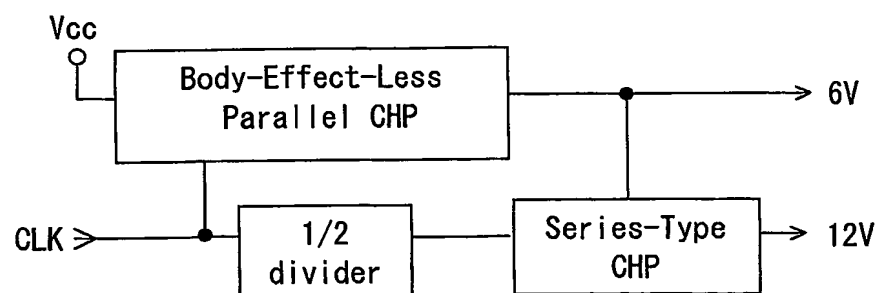 Vcc
Body-Effect-Less
Parallel CHP
6V
CLK
1/2
divider
Series-Type
CHP
12V